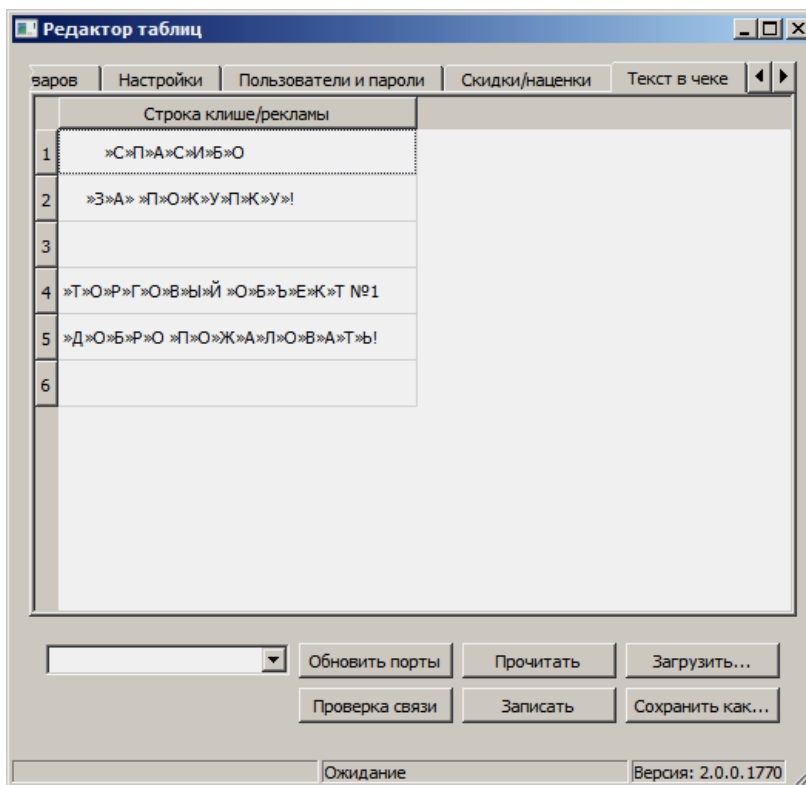 Редактор таблиц
заров Настройки Пользователи и пароли Скидки/наценки Текст в чеке
Строка клише/рекламы
1 »С»П»А»С»И»Б»О
2 »З»А» »П»О»К»У»П»К»У»!
3
4 »Т»О»Р»Г»О»В»Ы»Й »О»Б»Ъ»Е»К»Т №1
5 »Д»О»Б»Р»О »П»О»Ж»А»Л»О»В»А»Т»Ь!
6
Обновить порты Прочитать Загрузить...
Проверка связи Записать Сохранить как...
Ожидание Версия: 2.0.0.1770